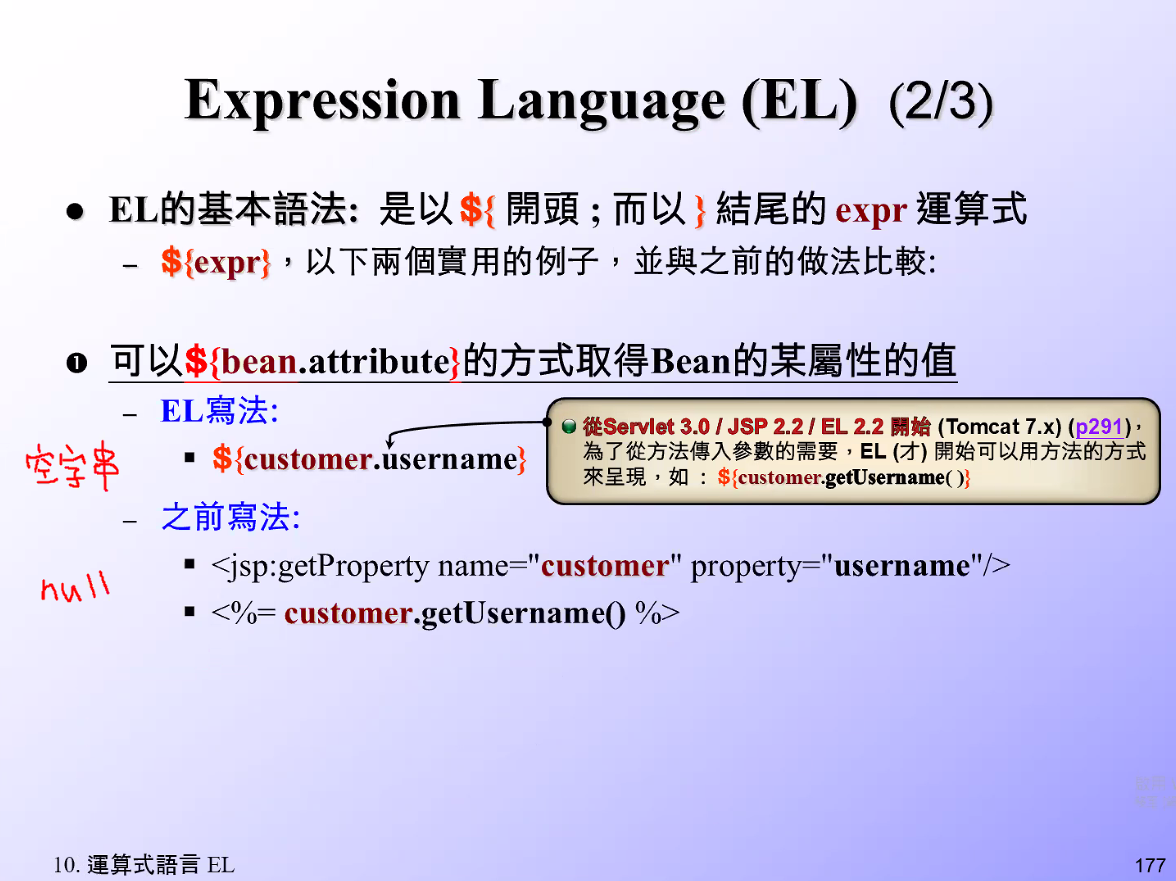 Expression Language (EL) (2/3)
● EL的基本語法: 是以 ${ 開頭 ; 而以 } 結尾的 expr 運算式
– ${expr}，以下兩個實用的例子，並與之前的做法比較:
❶ 可以${bean.attribute}的方式取得Bean的某屬性的值
– EL寫法:
▪ ${customer.username}
從Servlet 3.0 / JSP 2.2 / EL 2.2 開始 (Tomcat 7.x) (p291)，
為了從方法傳入參數的需要，EL (才) 開始可以用方法的方式
來呈現，如 : ${customer.getUsername( )}
空字串
– 之前寫法:
▪ <jsp:getProperty name="customer" property="username"/>
null
▪ <%= customer.getUsername() %>
10. 運算式語言 EL
177